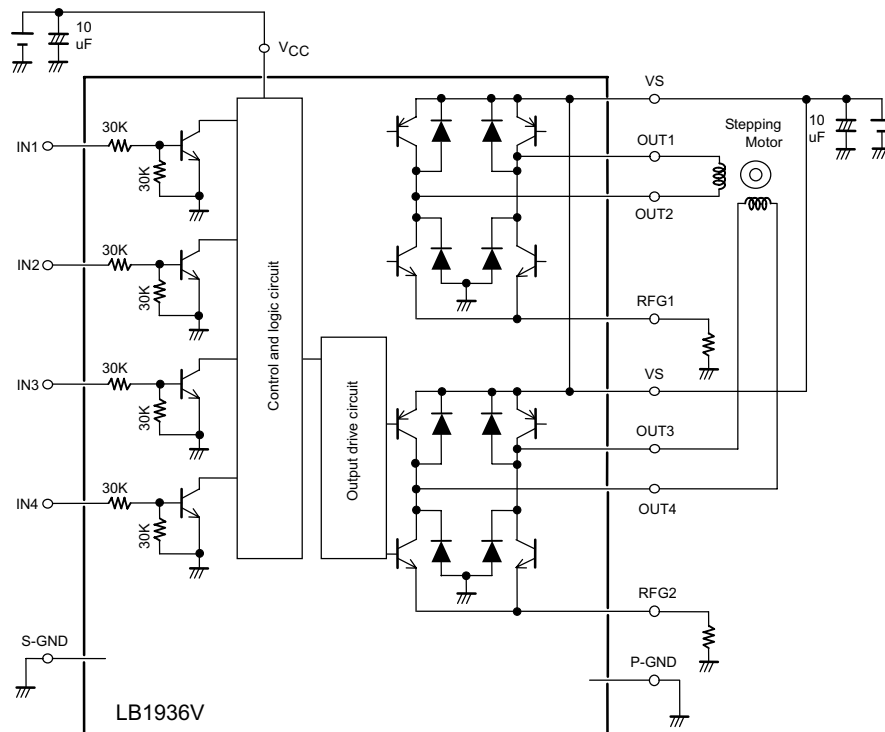 10
uF
VCC
VS
10
uF
Stepping
Motor
30K
IN1
30K
OUT1
OUT2
30K
IN2
30K
RFG1
Control and logic circuit
Output drive circuit
30K
IN3
30K
VS
OUT3
30K
IN4
30K
OUT4
RFG2
S-GND
P-GND
LB1936V